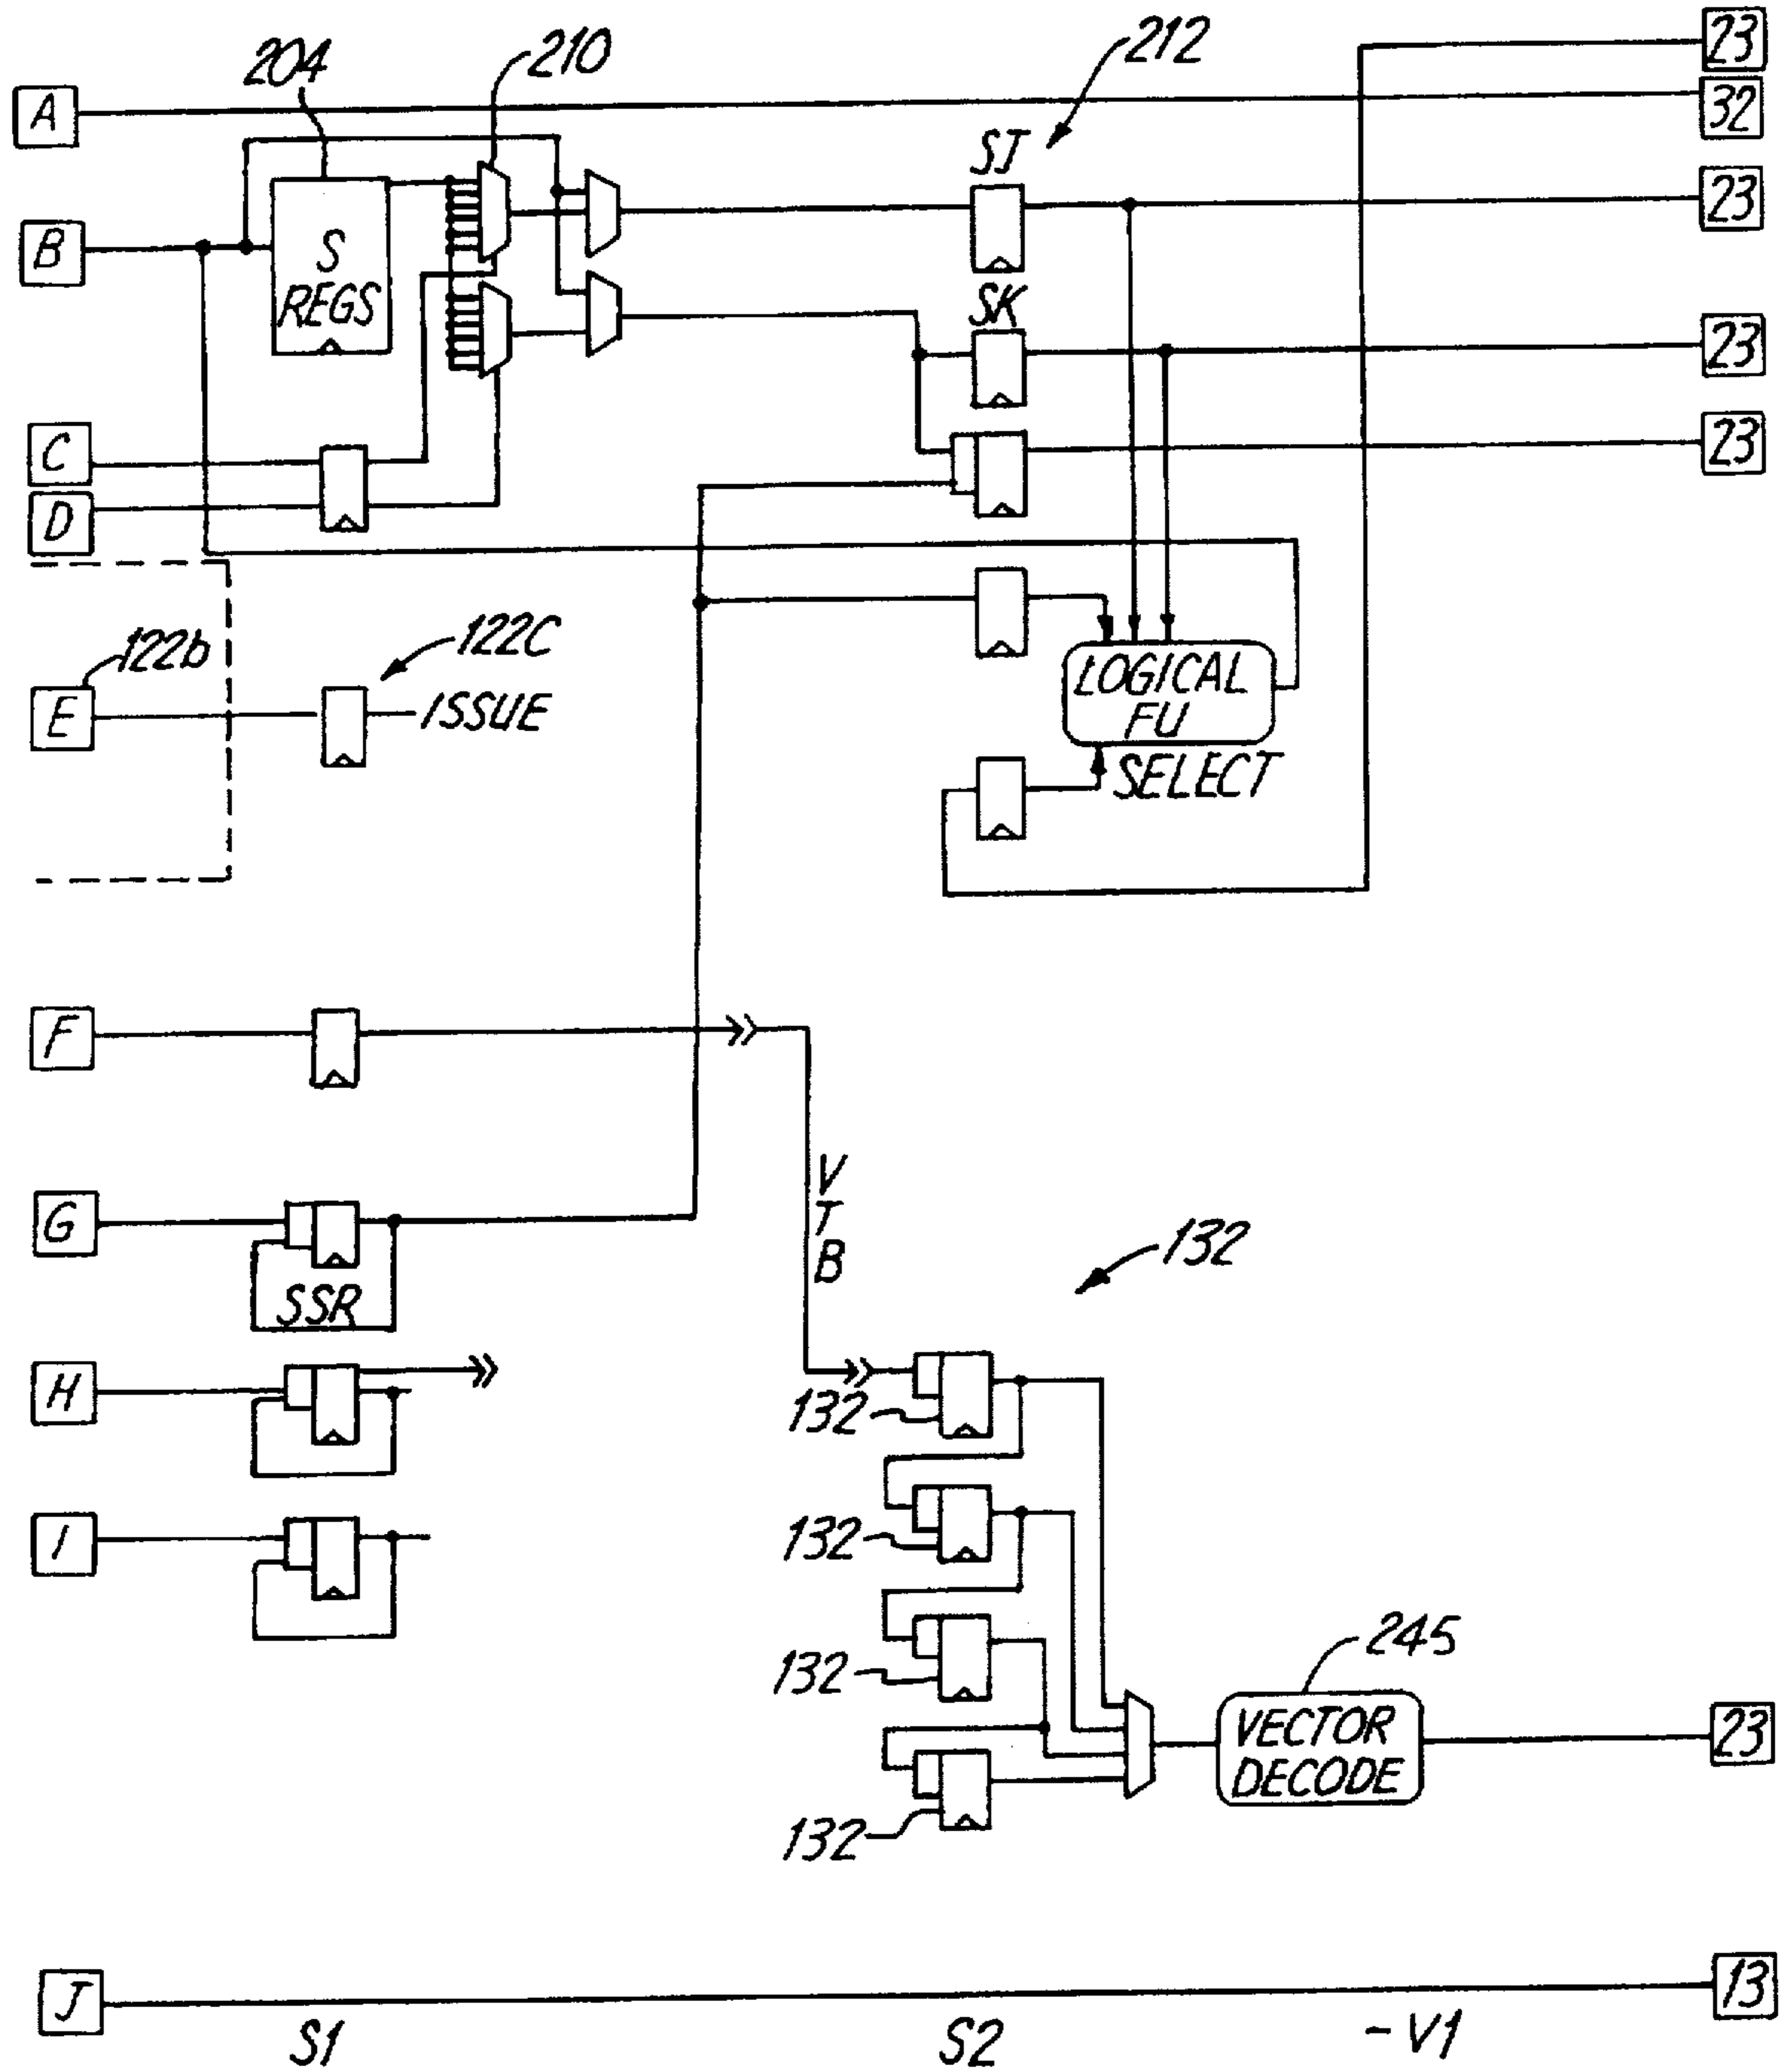 204
210
212
23
A
32
SJ
23
B
S
REGS
SK
23
C
23
D
122b
122C
E
ISSUE
LOGICAL
FU
SELECT
F
V
T
B
G
SSR
132
H
132
I
132
132
245
VECTOR
DECODE
23
132
J
13
S1
S2
- V1